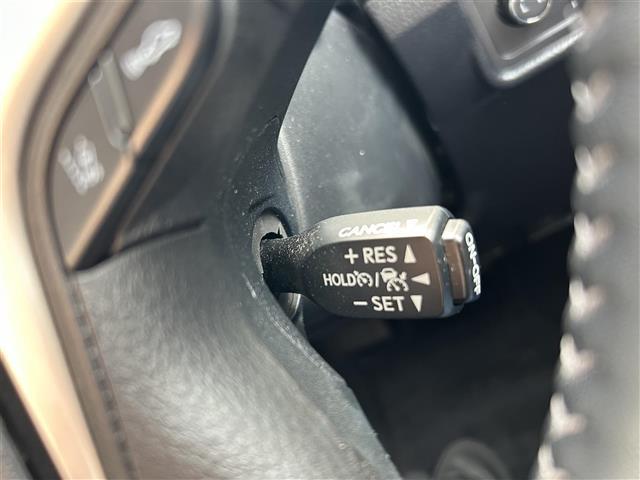 CANCEL
ON-OFF
+ RES ▲
HOLD / ◀
− SET ▼